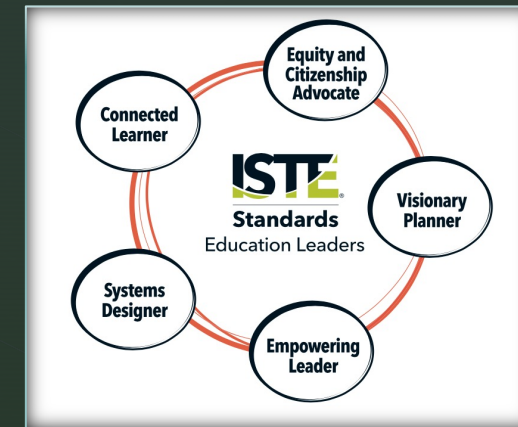 Equity and
Citizenship
Advocate
Connected
Learner
ISTE®
Standards
Education Leaders
Visionary
Planner
Systems
Designer
Empowering
Leader